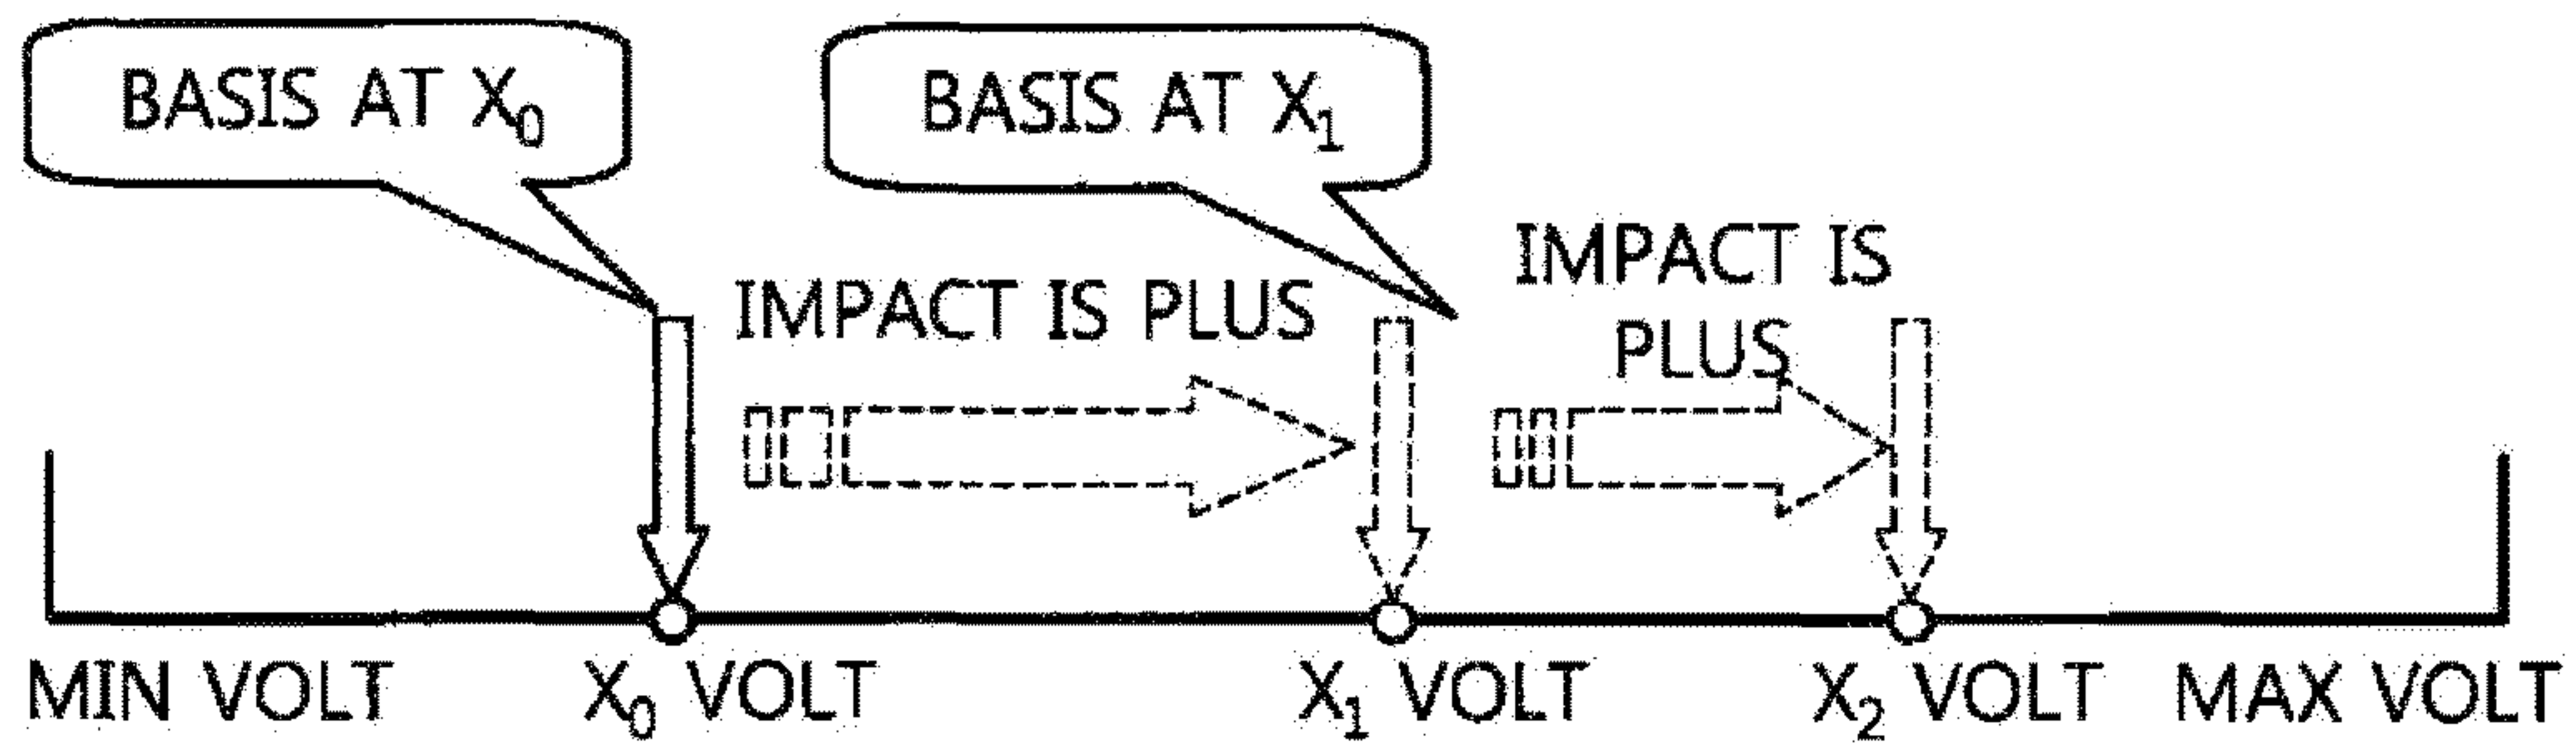 BASIS AT X₀
BASIS AT X₁
IMPACT IS PLUS
IMPACT IS
PLUS
MIN VOLT
X₀ VOLT
X₁ VOLT
X₂ VOLT
MAX VOLT